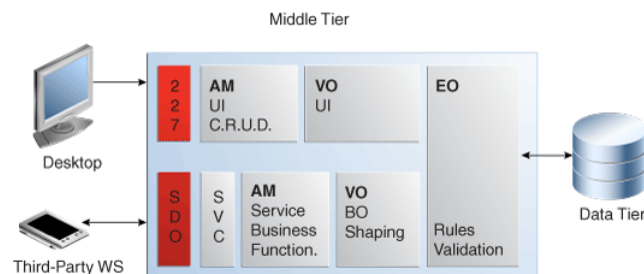 Middle Tier
2
2
7
AM
UI
C.R.U.D.
VO
UI
EO
Rules
Validation
Desktop
S
D
O
S
V
C
AM
Service
Business
Function.
VO
BO
Shaping
Third-Party WS
Data Tier